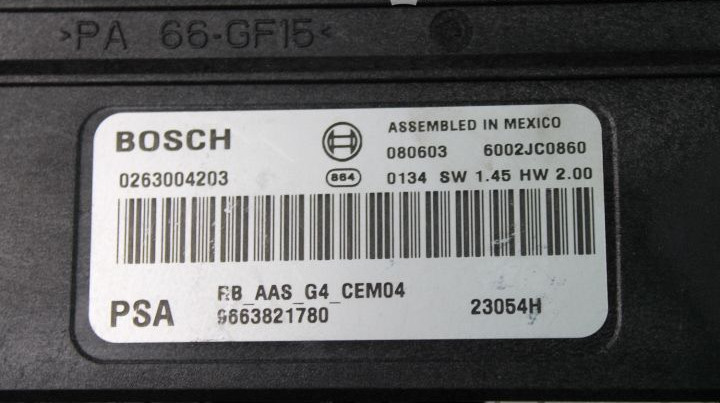 >PA 66-GF15<
BOSCH
ASSEMBLED IN MEXICO
080603 6002JC0860
0263004203 864 0134 SW 1.45 HW 2.00
RB_AAS_G4_CEM04
PSA 9663821780 23054H